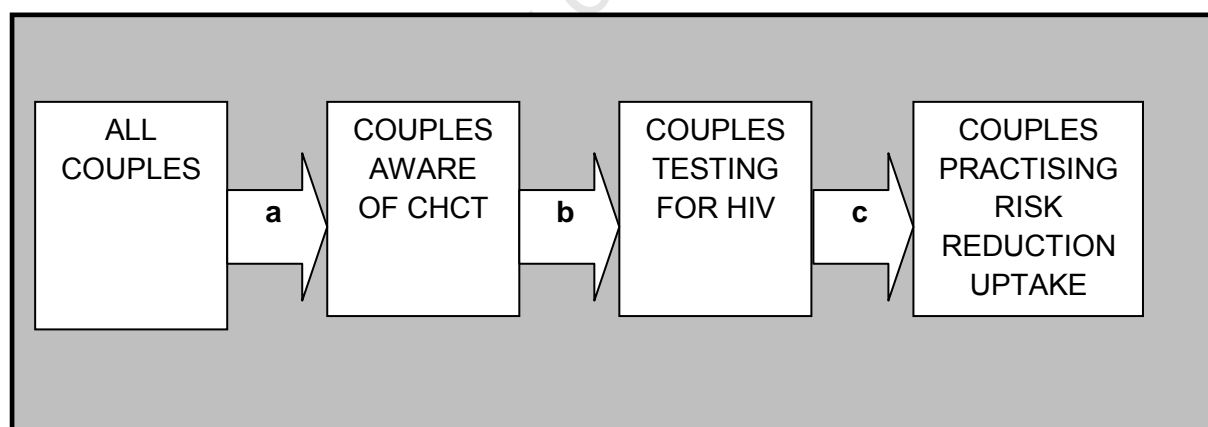 ALL
COUPLES
a
COUPLES
AWARE
OF CHCT
b
COUPLES
TESTING
FOR HIV
c
COUPLES
PRACTISING
RISK
REDUCTION
UPTAKE